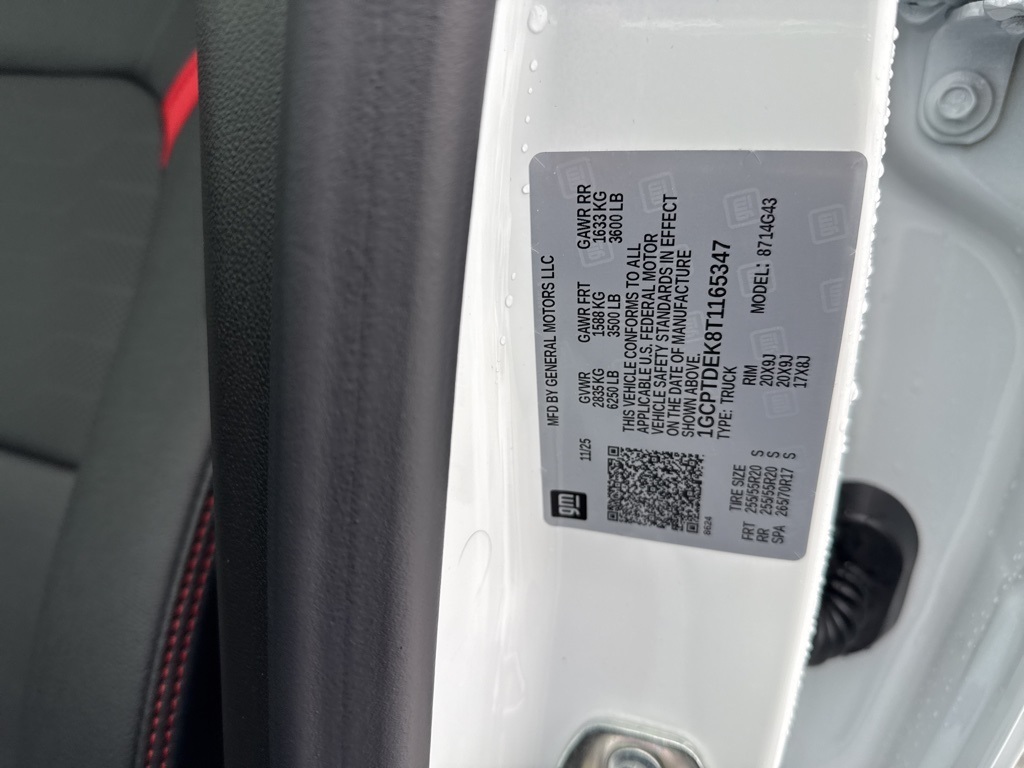 MFD BY GENERAL MOTORS LLC
gm
11/25
GVWR GAWR FRT GAWR RR
2835 KG 1588 KG 1633 KG
6250 LB 3500 LB 3600 LB
THIS VEHICLE CONFORMS TO ALL
APPLICABLE U.S. FEDERAL MOTOR
VEHICLE SAFETY STANDARDS IN EFFECT
ON THE DATE OF MANUFACTURE
SHOWN ABOVE.
1GCPTDEK8T1165347
8624
TYPE: TRUCK
TIRE SIZE RIM MODEL: 8714G43
FRT 255/55R20 S 20X9J
RR 255/55R20 S 20X9J
SPA 265/70R17 S 17X8J